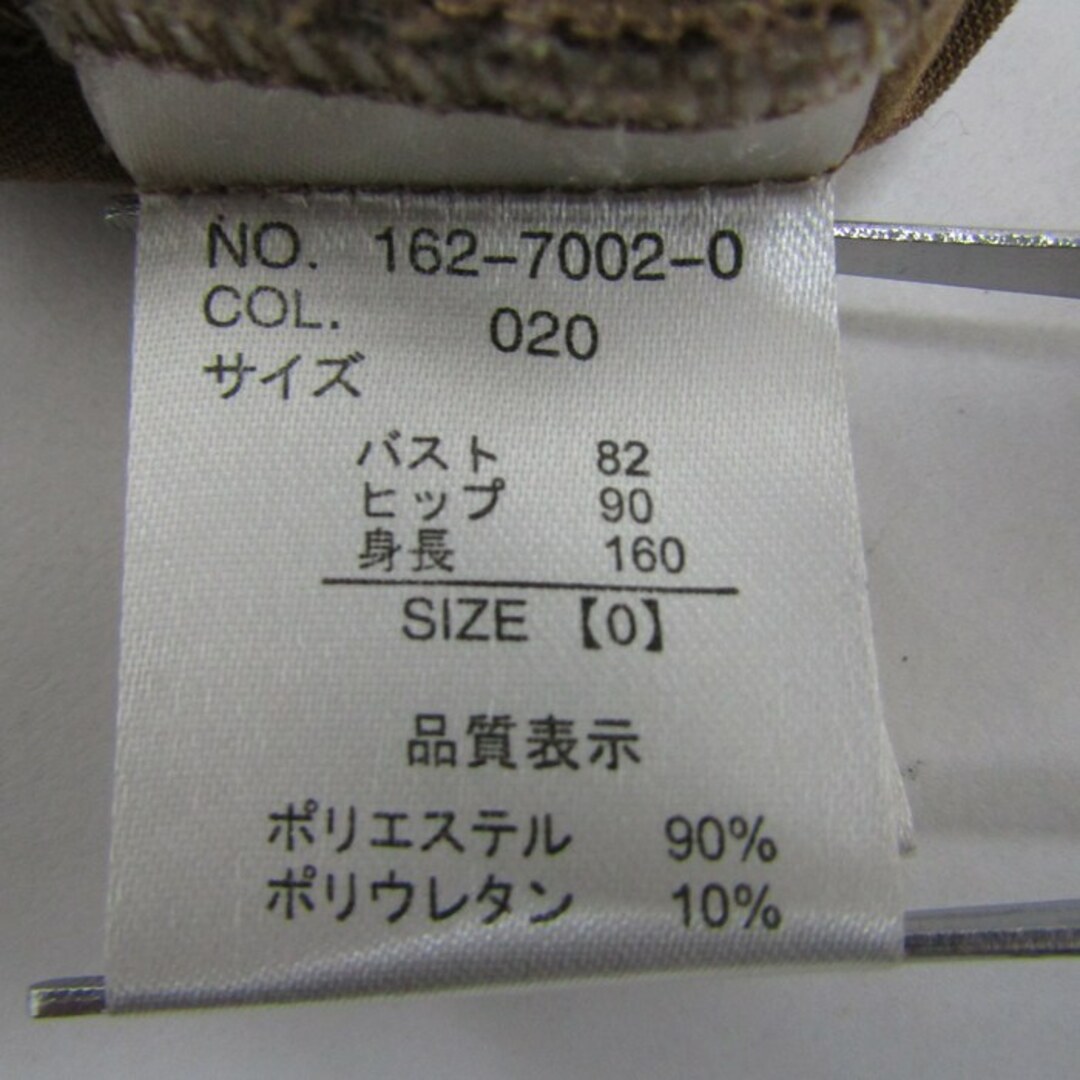 NO. 162-7002-0
COL. 020
サイズ
バスト 82
ヒップ 90
身長 160
SIZE 【0】
品質表示
ポリエステル 90%
ポリウレタン 10%